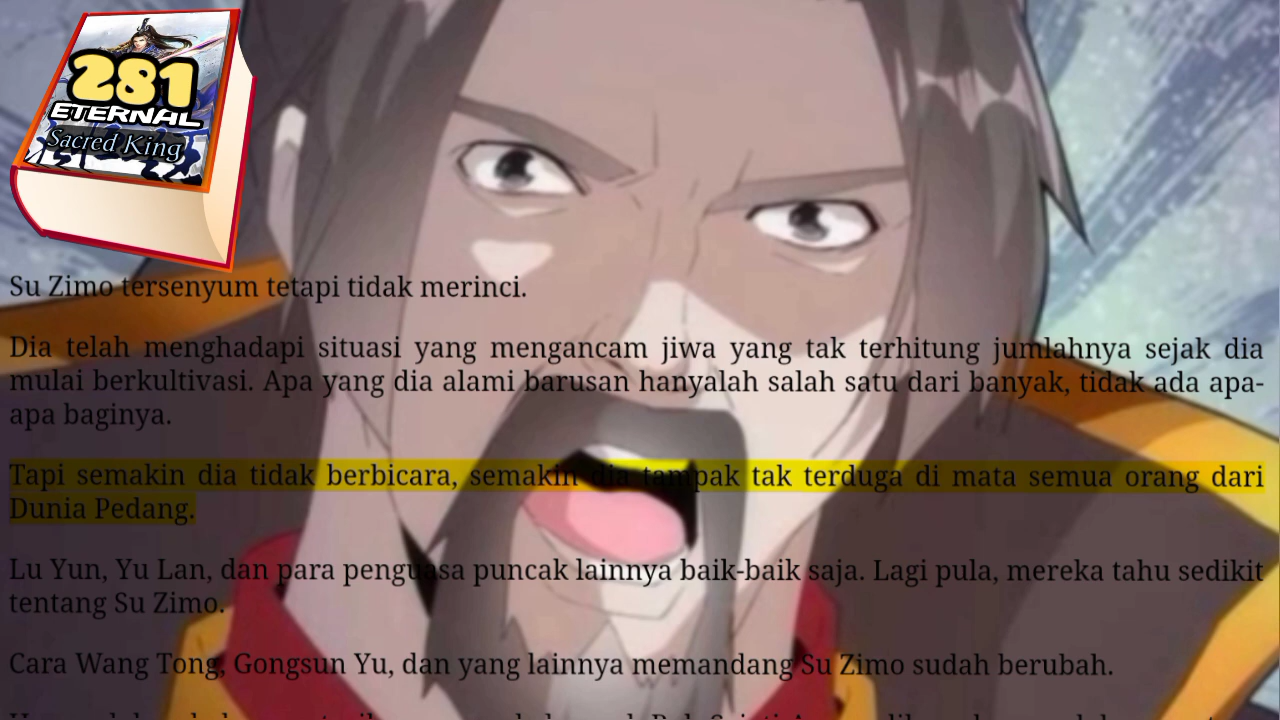 281
ETERNAL
Sacred King
Su Zimo tersenyum tetapi tidak merinci.
Dia telah menghadapi situasi yang mengancam jiwa yang tak terhitung jumlahnya sejak dia
mulai berkultivasi. Apa yang dia alami barusan hanyalah salah satu dari banyak, tidak ada apa-
apa baginya.
Tapi semakin dia tidak berbicara, semakin dia tampak tak terduga di mata semua orang dari
Dunia Pedang.
Lu Yun, Yu Lan, dan para penguasa puncak lainnya baik-baik saja. Lagi pula, mereka tahu sedikit
tentang Su Zimo.
Cara Wang Tong, Gongsun Yu, dan yang lainnya memandang Su Zimo sudah berubah.